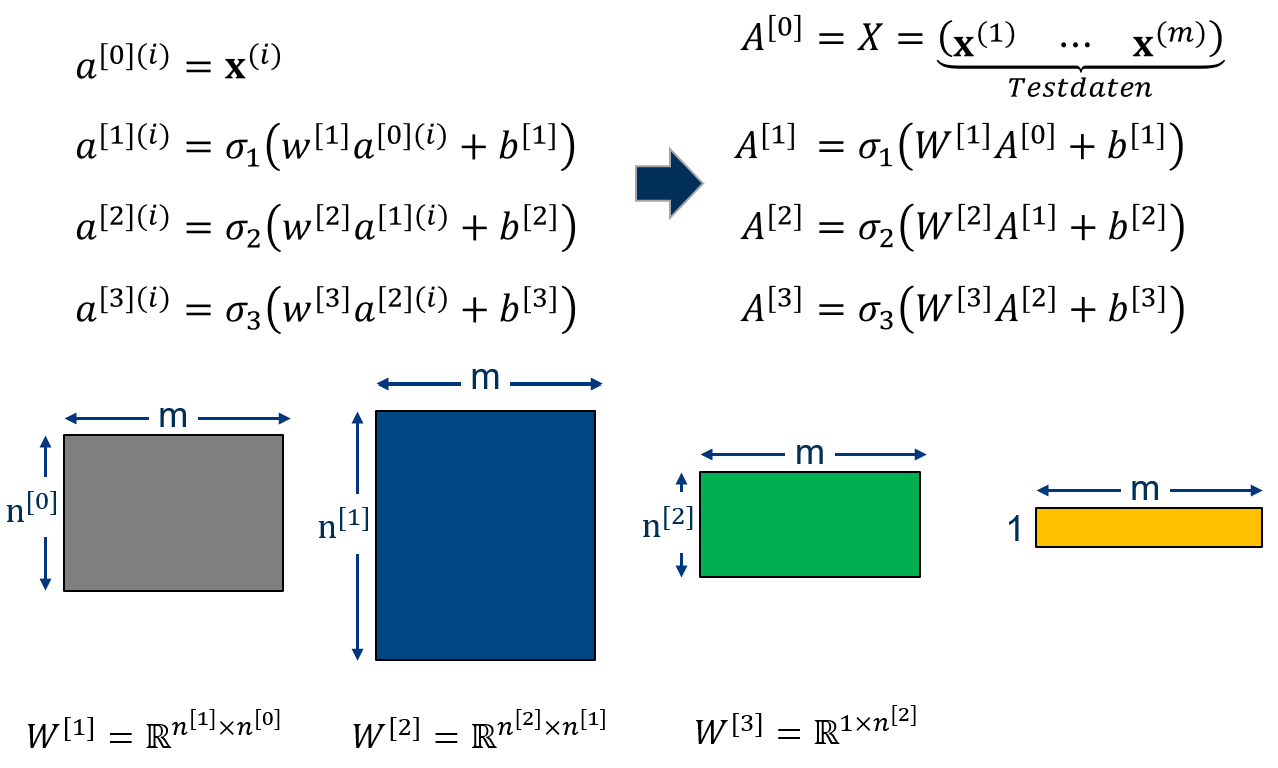 a^{[0](i)} = x^{(i)}
a^{[1](i)} = σ_1(w^{[1]}a^{[0](i)} + b^{[1]})
a^{[2](i)} = σ_2(w^{[2]}a^{[1](i)} + b^{[2]})
a^{[3](i)} = σ_3(w^{[3]}a^{[2](i)} + b^{[3]})
A^{[0]} = X = (x^{(1)} … x^{(m)})
Testdaten
A^{[1]} = σ_1(W^{[1]}A^{[0]} + b^{[1]})
A^{[2]} = σ_2(W^{[2]}A^{[1]} + b^{[2]})
A^{[3]} = σ_3(W^{[3]}A^{[2]} + b^{[3]})
m
n^{[0]}
m
n^{[1]}
m
n^{[2]}
m
1
W^{[1]} = ℝ^{n^{[1]}×n^{[0]}}
W^{[2]} = ℝ^{n^{[2]}×n^{[1]}}
W^{[3]} = ℝ^{1×n^{[2]}}